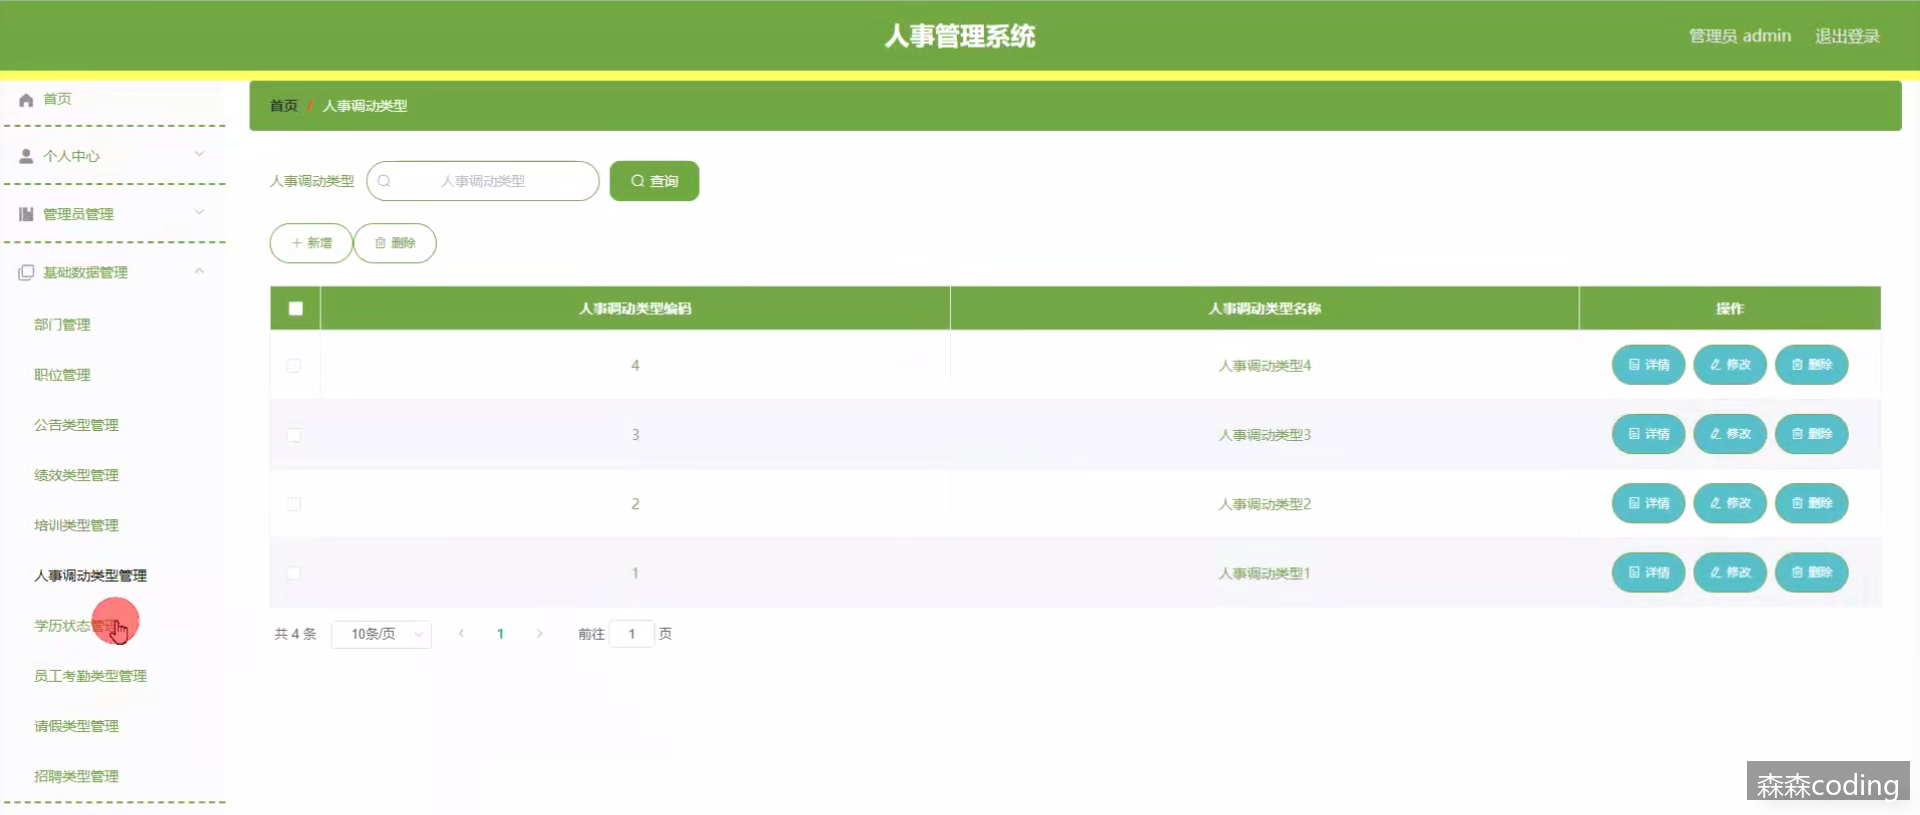 人事管理系统
管理员 admin 退出登录
首页
个人中心
管理员管理
基础数据管理
部门管理
职位管理
公告类型管理
绩效类型管理
培训类型管理
人事调动类型管理
学历状态管理
员工考勤类型管理
请假类型管理
招聘类型管理
首页 / 人事调动类型
人事调动类型 人事调动类型 查询
新增 删除
人事调动类型编码 人事调动类型名称 操作
4 人事调动类型4 详情 修改 删除
3 人事调动类型3 详情 修改 删除
2 人事调动类型2 详情 修改 删除
1 人事调动类型1 详情 修改 删除
共 4 条 10条/页 1 前往 1 页
森森coding